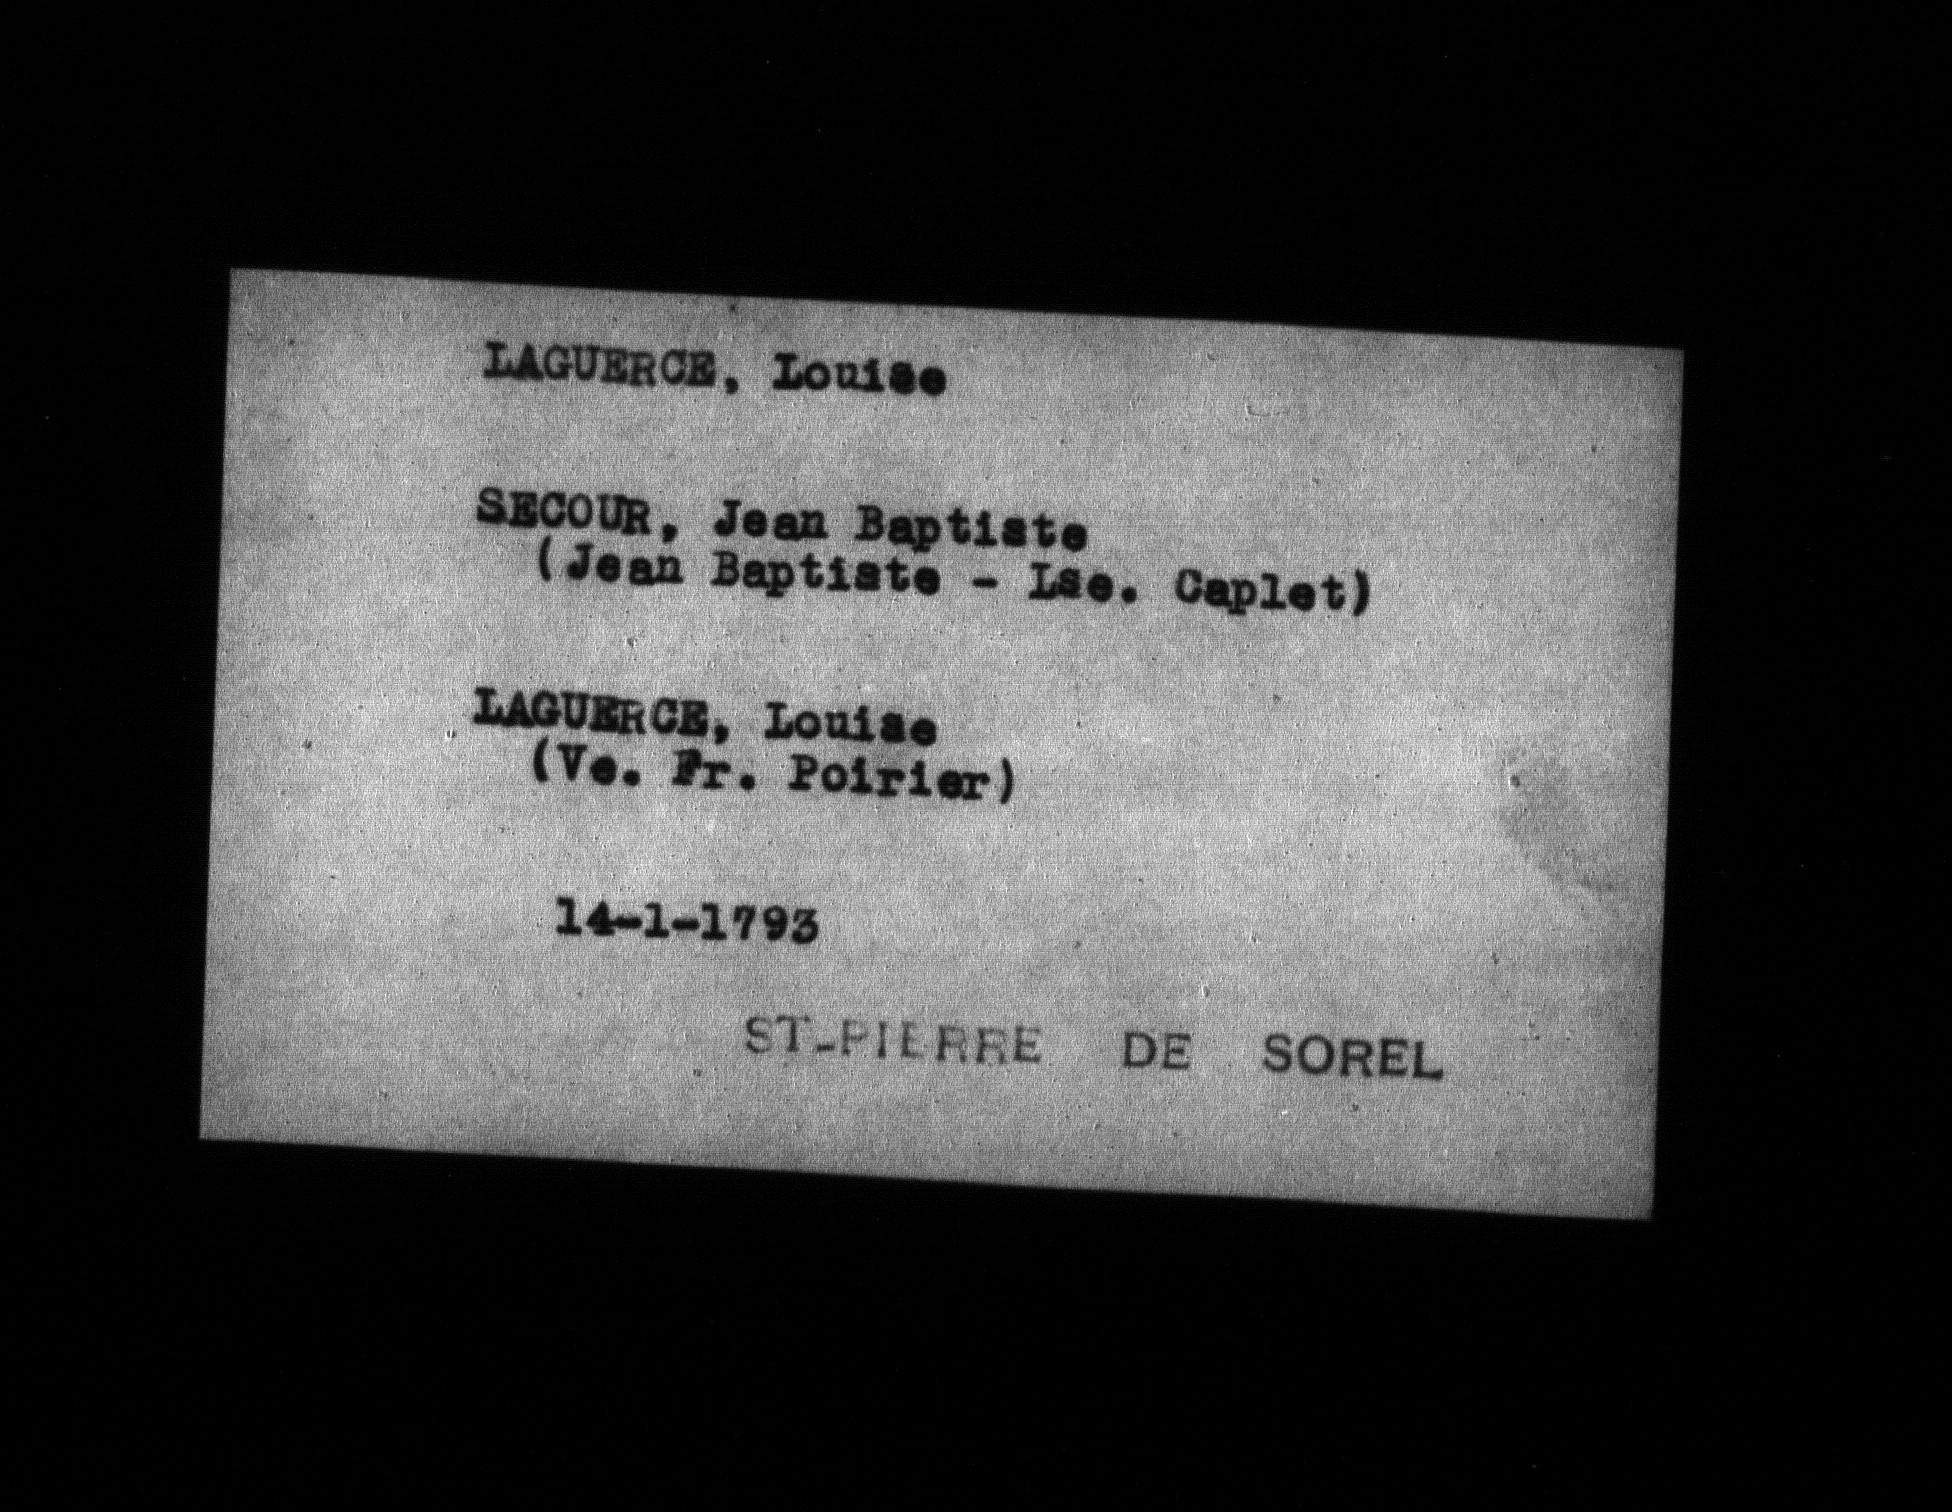 LAGUERCE, Louise
SECOUR, Jean Baptiste
(Jean Baptiste - Lse. Caplet)
LAGUERCE, Louise
(Ve. Fr. Poirier)
14-1-1793
ST-PIERRE DE SOREL